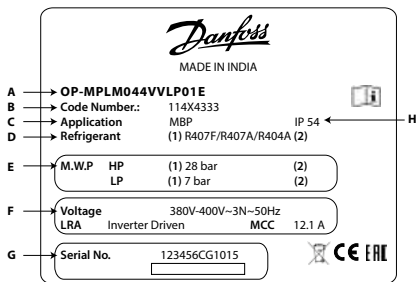 Danfoss
MADE IN INDIA
A OP-MPLM044VVLP01E
B Code Number.: 114X4333
C Application MBP IP 54 H
D Refrigerant (1) R407F/R407A/R404A (2)
E M.W.P HP (1) 28 bar (2)
LP (1) 7 bar (2)
F Voltage 380V-400V~3N~50Hz
LRA Inverter Driven MCC 12.1 A
G Serial No. 123456CG1015
CE EAC